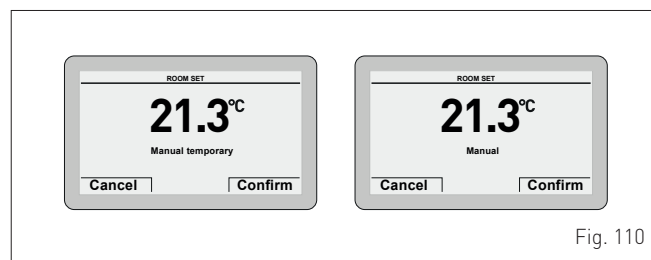 ROOM SET
21.3°C
Manual temporary
Cancel Confirm
ROOM SET
21.3°C
Manual
Cancel Confirm
Fig. 110